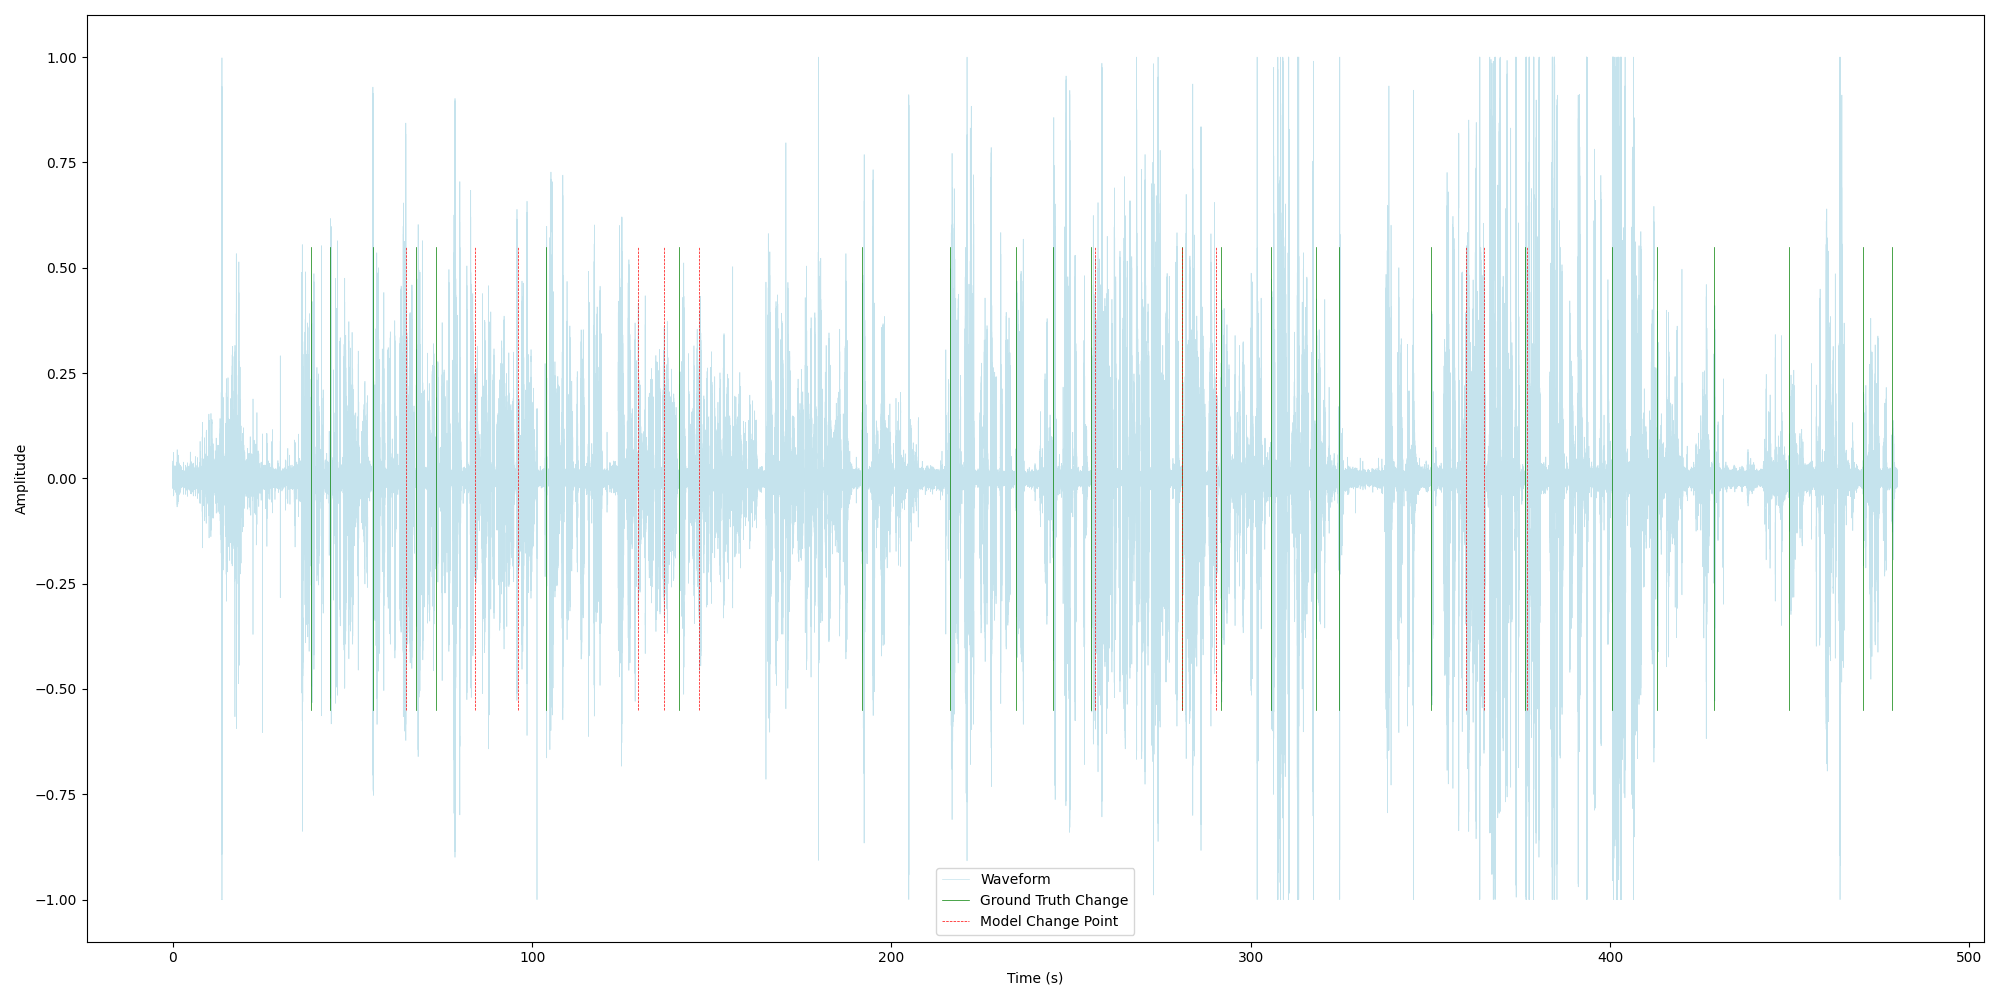 1.00
0.75
0.50
0.25
0.00
−0.25
−0.50
−0.75
−1.00
Amplitude
Waveform
Ground Truth Change
Model Change Point
0 100 200 300 400 500
Time (s)